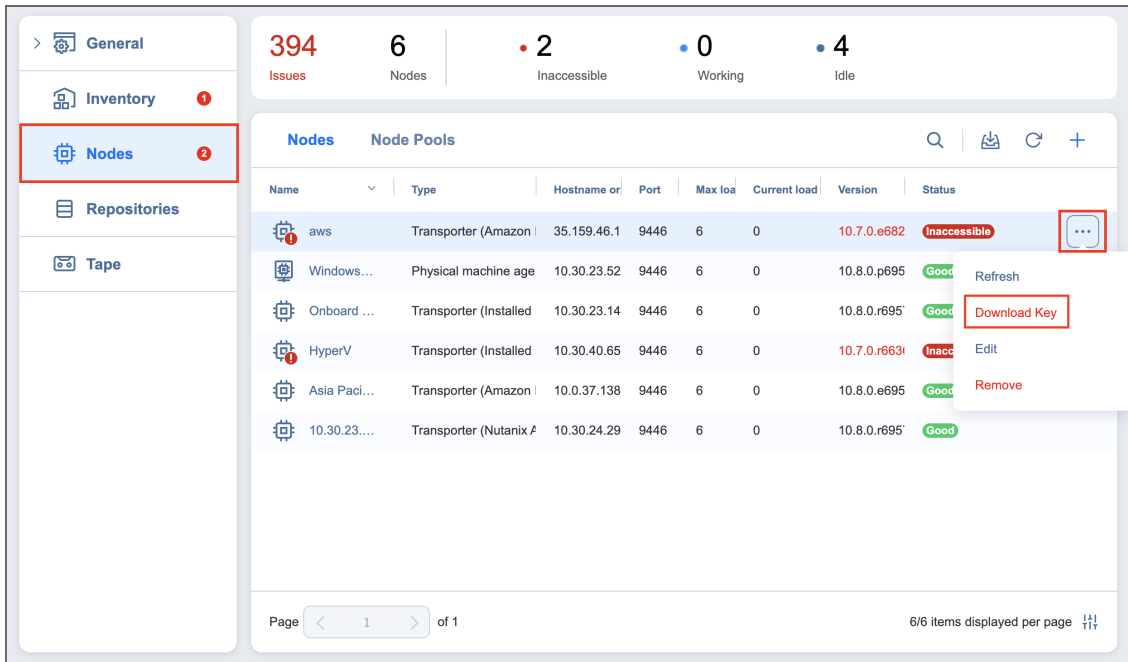 General
Inventory 1
Nodes 2
Repositories
Tape
394 6 2 0 4
Issues Nodes Inaccessible Working Idle
Nodes Node Pools
Name Type Hostname or Port Max loa Current load Version Status
aws Transporter (Amazon 35.159.46.1 9446 6 0 10.7.0.e682 Inaccessible ...
Windows... Physical machine age 10.30.23.52 9446 6 0 10.8.0.p695 Good
Onboard ... Transporter (Installed 10.30.23.14 9446 6 0 10.8.0.r695 Good
HyperV Transporter (Installed 10.30.40.65 9446 6 0 10.7.0.r663 Inacc
Asia Paci... Transporter (Amazon 10.0.37.138 9446 6 0 10.8.0.e695 Good
10.30.23.... Transporter (Nutanix A 10.30.24.29 9446 6 0 10.8.0.r695 Good
Refresh
Download Key
Edit
Remove
Page 1 of 1
6/6 items displayed per page